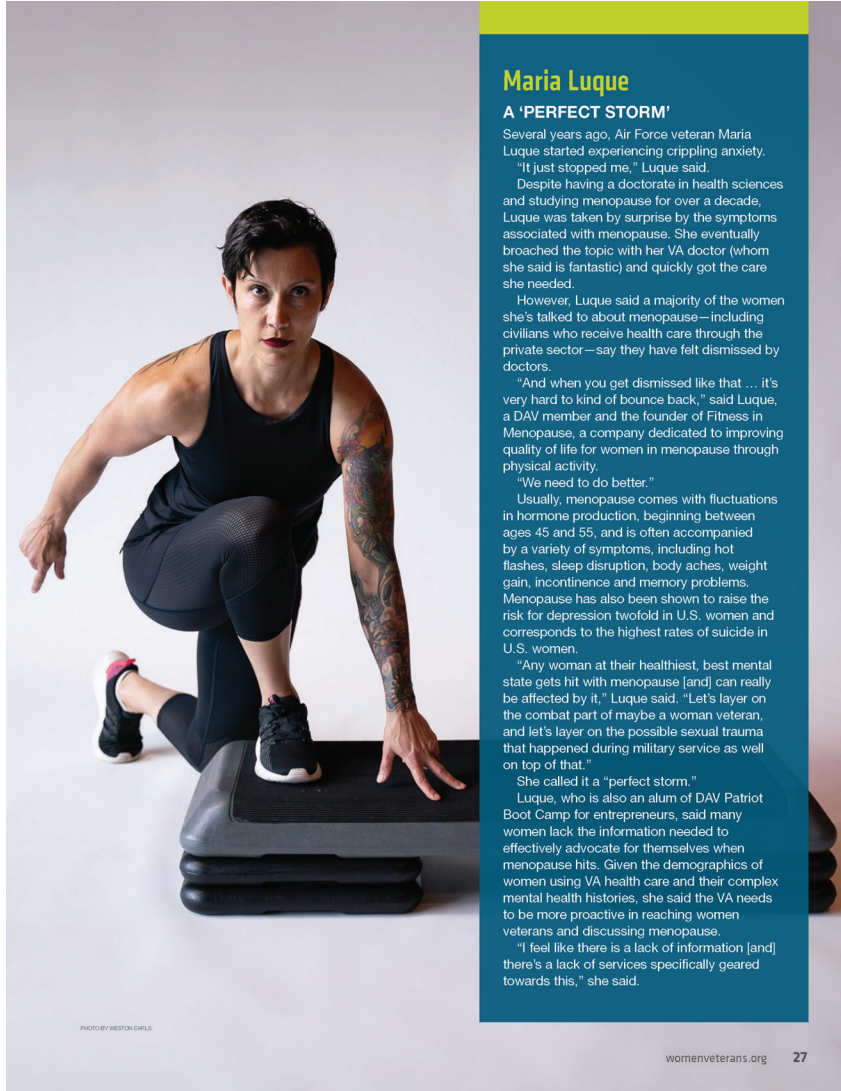 Maria Luque
A ‘PERFECT STORM’
Several years ago, Air Force veteran Maria
Luque started experiencing crippling anxiety.
“It just stopped me,” Luque said.
Despite having a doctorate in health sciences
and studying menopause for over a decade,
Luque was taken by surprise by the symptoms
associated with menopause. She eventually
broached the topic with her VA doctor (whom
she said is fantastic) and quickly got the care
she needed.
However, Luque said a majority of the women
she’s talked to about menopause—including
civilians who receive health care through the
private sector—say they have felt dismissed by
doctors.
“And when you get dismissed like that … it’s
very hard to kind of bounce back,” said Luque,
a DAV member and the founder of Fitness in
Menopause, a company dedicated to improving
quality of life for women in menopause through
physical activity.
“We need to do better.”
Usually, menopause comes with fluctuations
in hormone production, beginning between
ages 45 and 55, and is often accompanied
by a variety of symptoms, including hot
flashes, sleep disruption, body aches, weight
gain, incontinence and memory problems.
Menopause has also been shown to raise the
risk for depression twofold in U.S. women and
corresponds to the highest rates of suicide in
U.S. women.
“Any woman at their healthiest, best mental
state gets hit with menopause [and] can really
be affected by it,” Luque said. “Let’s layer on
the combat part of maybe a woman veteran,
and let’s layer on the possible sexual trauma
that happened during military service as well
on top of that.”
She called it a “perfect storm.”
Luque, who is also an alum of DAV Patriot
Boot Camp for entrepreneurs, said many
women lack the information needed to
effectively advocate for themselves when
menopause hits. Given the demographics of
women using VA health care and their complex
mental health histories, she said the VA needs
to be more proactive in reaching women
veterans and discussing menopause.
“I feel like there is a lack of information [and]
there’s a lack of services specifically geared
towards this,” she said.
PHOTO BY WESTON CARLS
womenveterans.org 27